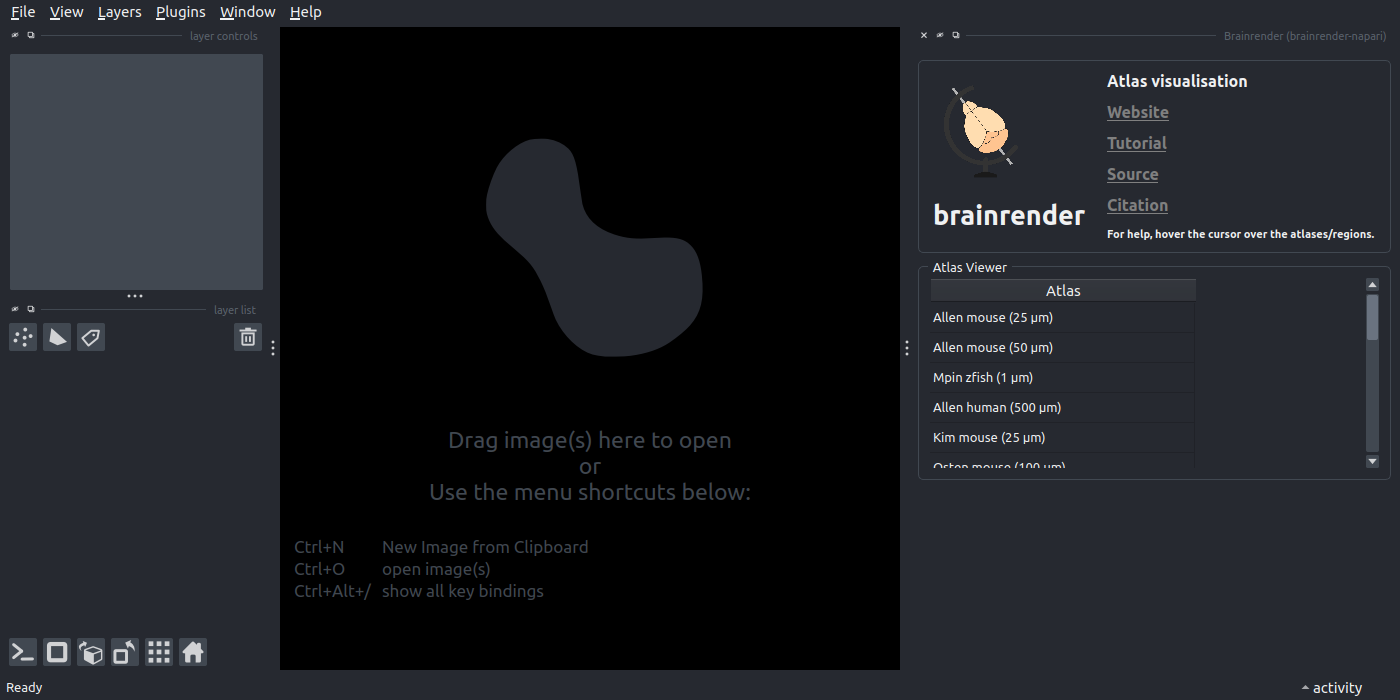 File View Layers Plugins Window Help
layer controls
layer list
Drag image(s) here to open
or
Use the menu shortcuts below:
Ctrl+N New Image from Clipboard
Ctrl+O open image(s)
Ctrl+Alt+/ show all key bindings
Ready
Brainrender (brainrender-napari)
brainrender
Atlas visualisation
Website
Tutorial
Source
Citation
For help, hover the cursor over the atlases/regions.
Atlas Viewer
Atlas
Allen mouse (25 μm)
Allen mouse (50 μm)
Mpin zfish (1 μm)
Allen human (500 μm)
Kim mouse (25 μm)
Osten mouse (100 μm)
activity